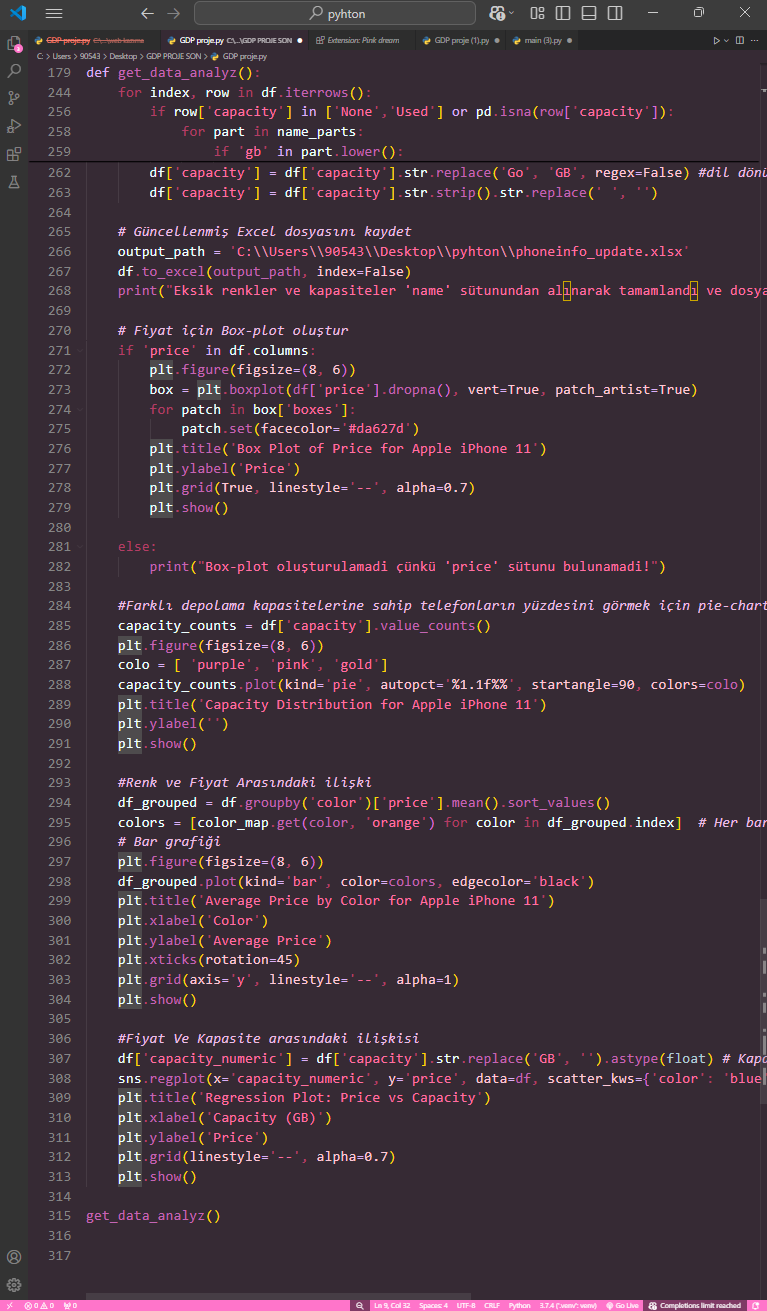 pyhton
GDP proje.py C:\...\web kazıma
GDP proje.py C:\...\GDP PROJE SON
Extension: Pink dream
GDP proje (1).py
main (3).py
C: > Users > 90543 > Desktop > GDP PROJE SON > GDP proje.py
179 def get_data_analyz():
244 for index, row in df.iterrows():
256 if row['capacity'] in ['None','Used'] or pd.isna(row['capacity']):
258 for part in name_parts:
259 if 'gb' in part.lower():
262 df['capacity'] = df['capacity'].str.replace('Go', 'GB', regex=False) #dil dönü
263 df['capacity'] = df['capacity'].str.strip().str.replace(' ', '')
264
265 # Güncellenmiş Excel dosyasını kaydet
266 output_path = 'C:\\Users\\90543\\Desktop\\pyhton\\phoneinfo_update.xlsx'
267 df.to_excel(output_path, index=False)
268 print("Eksik renkler ve kapasiteler 'name' sütunundan alınarak tamamlandı ve dosya
269
270 # Fiyat için Box-plot oluştur
271 if 'price' in df.columns:
272 plt.figure(figsize=(8, 6))
273 box = plt.boxplot(df['price'].dropna(), vert=True, patch_artist=True)
274 for patch in box['boxes']:
275 patch.set(facecolor='#da627d')
276 plt.title('Box Plot of Price for Apple iPhone 11')
277 plt.ylabel('Price')
278 plt.grid(True, linestyle='--', alpha=0.7)
279 plt.show()
280
281 else:
282 print("Box-plot oluşturulamadi çünkü 'price' sütunu bulunamadi!")
283
284 #Farklı depolama kapasitelerine sahip telefonların yüzdesini görmek için pie-chart
285 capacity_counts = df['capacity'].value_counts()
286 plt.figure(figsize=(8, 6))
287 colo = [ 'purple', 'pink', 'gold']
288 capacity_counts.plot(kind='pie', autopct='%1.1f%%', startangle=90, colors=colo)
289 plt.title('Capacity Distribution for Apple iPhone 11')
290 plt.ylabel('')
291 plt.show()
292
293 #Renk ve Fiyat Arasındaki ilişki
294 df_grouped = df.groupby('color')['price'].mean().sort_values()
295 colors = [color_map.get(color, 'orange') for color in df_grouped.index]  # Her bar
296 # Bar grafiği
297 plt.figure(figsize=(8, 6))
298 df_grouped.plot(kind='bar', color=colors, edgecolor='black')
299 plt.title('Average Price by Color for Apple iPhone 11')
300 plt.xlabel('Color')
301 plt.ylabel('Average Price')
302 plt.xticks(rotation=45)
303 plt.grid(axis='y', linestyle='--', alpha=1)
304 plt.show()
305
306 #Fiyat Ve Kapasite arasındaki ilişkisi
307 df['capacity_numeric'] = df['capacity'].str.replace('GB', '').astype(float) # Kapa
308 sns.regplot(x='capacity_numeric', y='price', data=df, scatter_kws={'color': 'blue
309 plt.title('Regression Plot: Price vs Capacity')
310 plt.xlabel('Capacity (GB)')
311 plt.ylabel('Price')
312 plt.grid(linestyle='--', alpha=0.7)
313 plt.show()
314
315 get_data_analyz()
316
317
0 0 0 Ln 9, Col 32 Spaces: 4 UTF-8 CRLF Python 3.7.4 ('.venv': venv) Go Live Completions limit reached